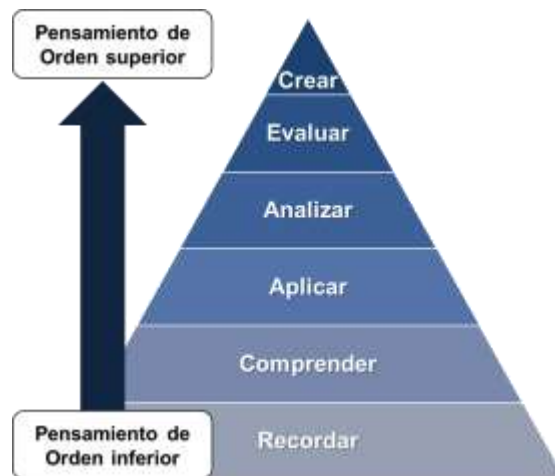 Pensamiento de
Orden superior
Crear
Evaluar
Analizar
Aplicar
Comprender
Recordar
Pensamiento de
Orden inferior